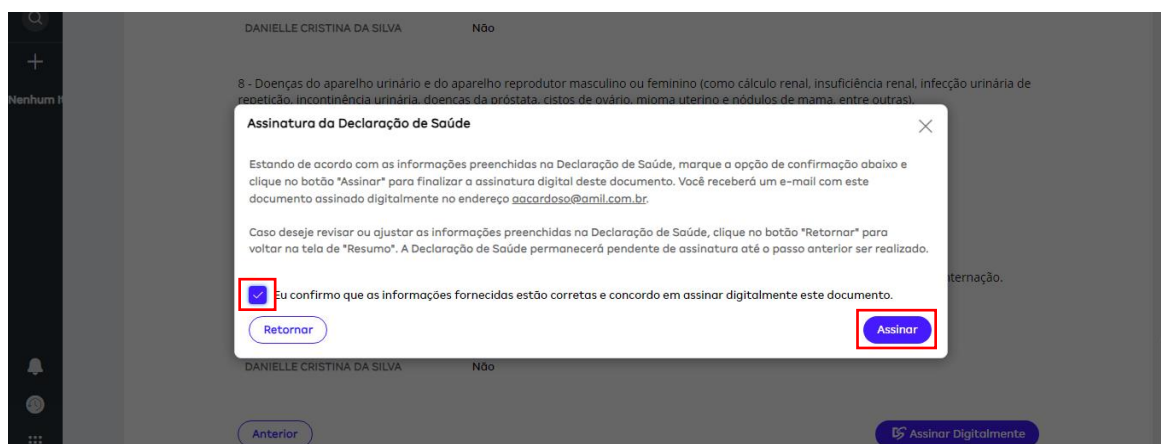 DANIELLE CRISTINA DA SILVA Não
Nenhum I
8 - Doenças do aparelho urinário e do aparelho reprodutor masculino ou feminino (como cálculo renal, insuficiência renal, infecção urinária de
repetição, incontinência urinária, doenças da próstata, cistos de ovário, mioma uterino e nódulos de mama, entre outras).
Assinatura da Declaração de Saúde
Estando de acordo com as informações preenchidas na Declaração de Saúde, marque a opção de confirmação abaixo e
clique no botão "Assinar" para finalizar a assinatura digital deste documento. Você receberá um e-mail com este
documento assinado digitalmente no endereço aacardoso@amil.com.br.
Caso deseje revisar ou ajustar as informações preenchidas na Declaração de Saúde, clique no botão "Retornar" para
voltar na tela de "Resumo". A Declaração de Saúde permanecerá pendente de assinatura até o passo anterior ser realizado.
ternação.
Eu confirmo que as informações fornecidas estão corretas e concordo em assinar digitalmente este documento.
Retornar Assinar
DANIELLE CRISTINA DA SILVA Não
Anterior Assinar Digitalmente